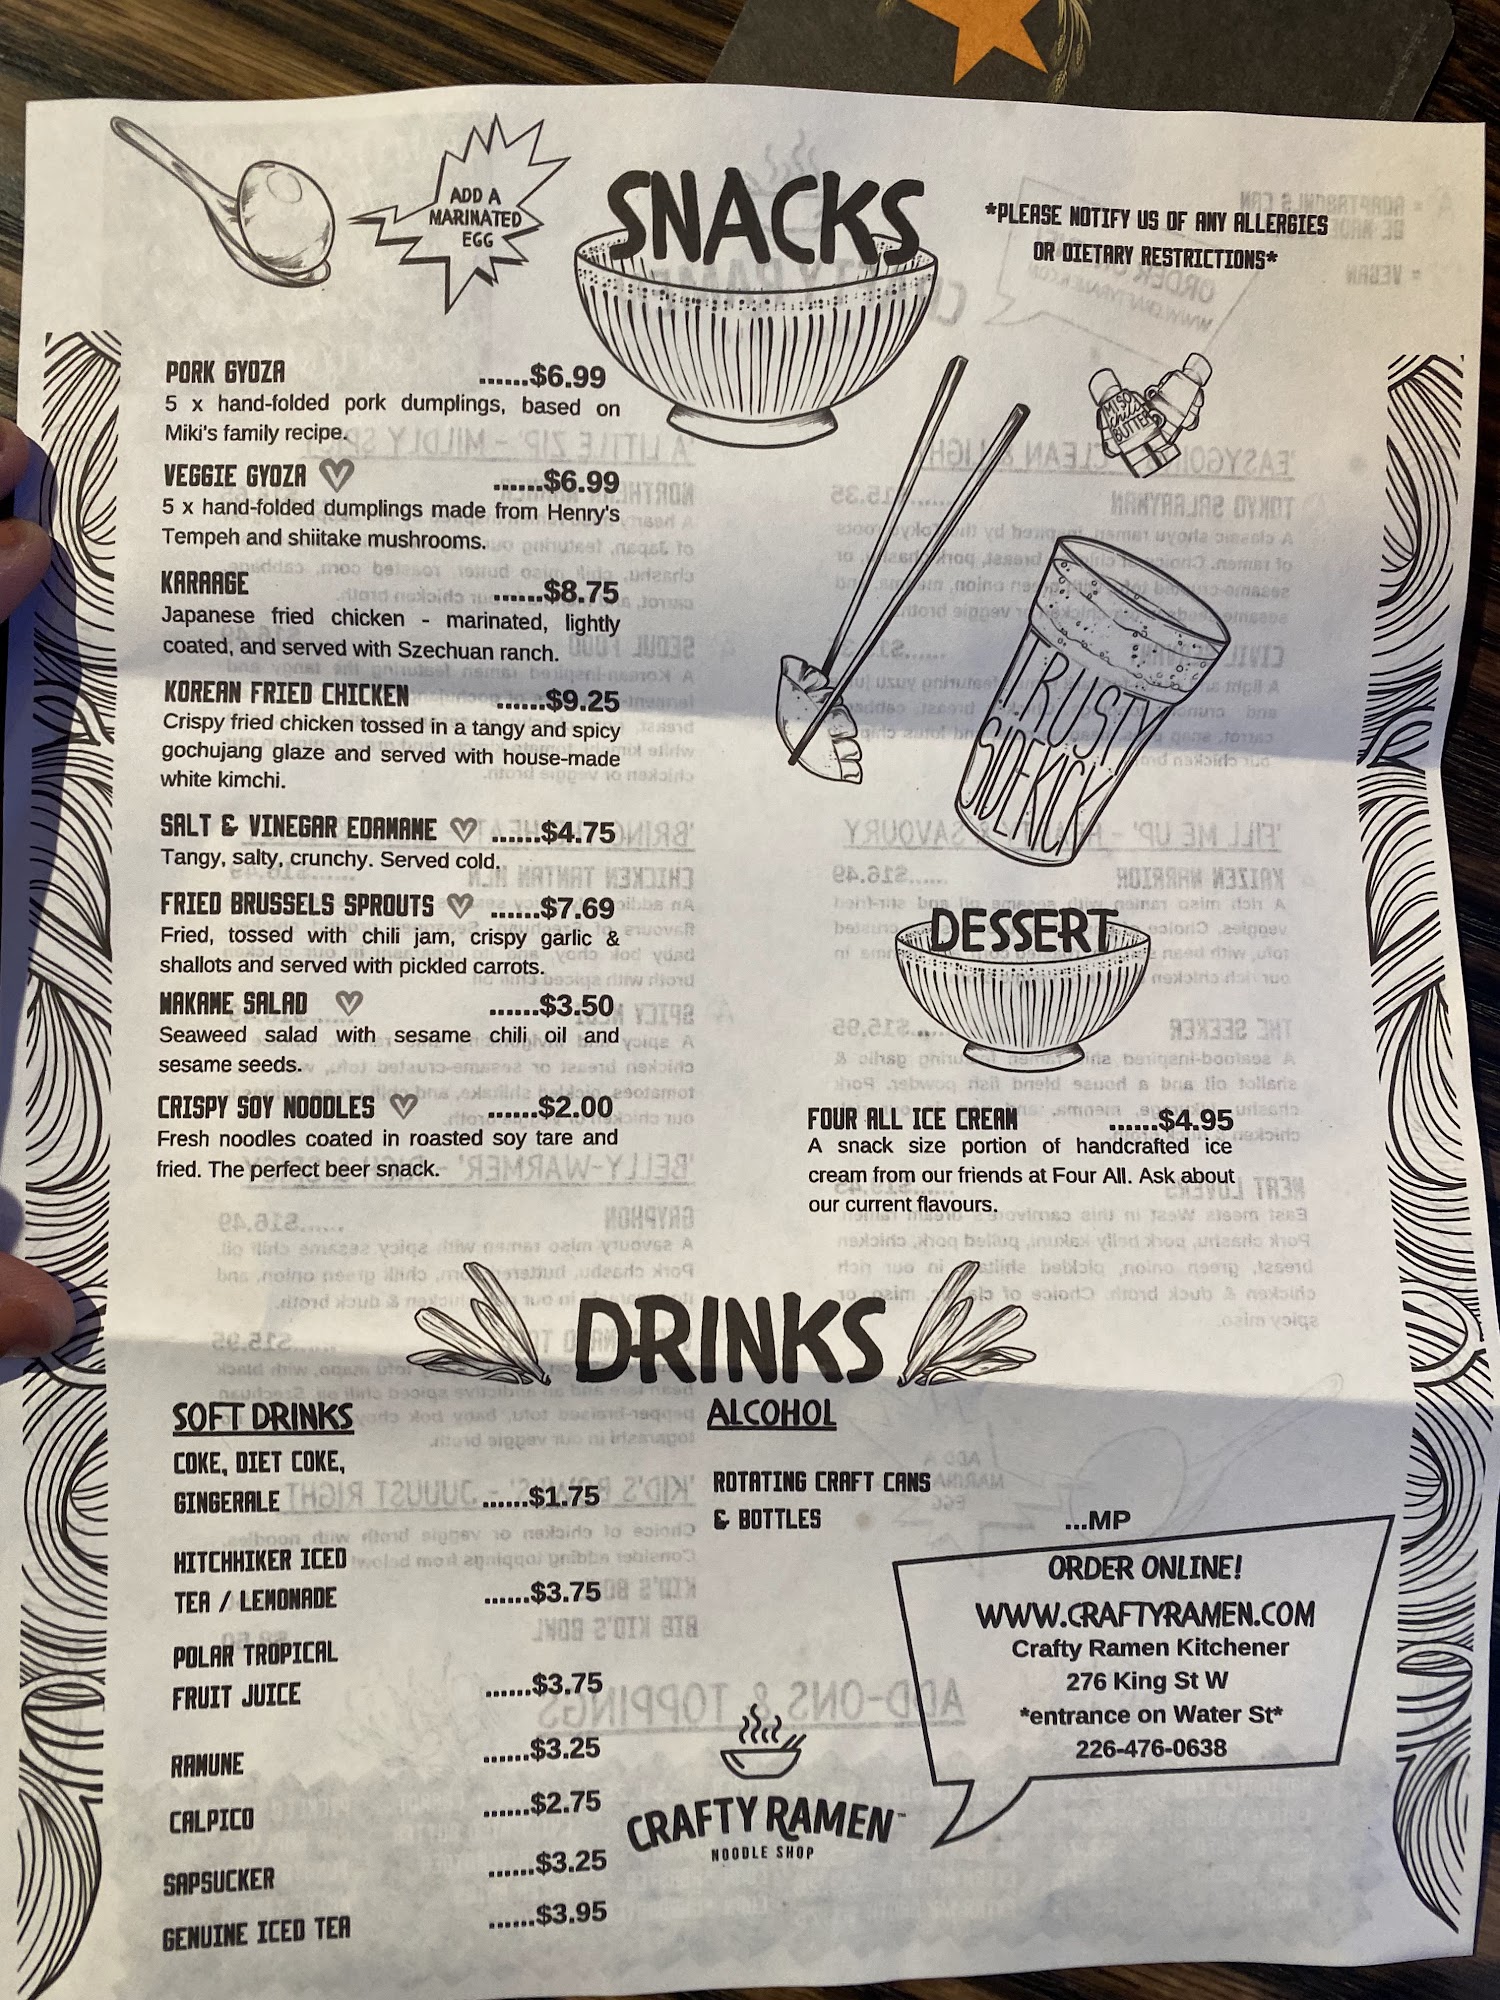 ADD A
MARINATED
EGG
SNACKS
*PLEASE NOTIFY US OF ANY ALLERGIES
OR DIETARY RESTRICTIONS*
PORK GYOZA ......$6.99
5 x hand-folded pork dumplings, based on
Miki's family recipe.
VEGGIE GYOZA ♡ ......$6.99
5 x hand-folded dumplings made from Henry's
Tempeh and shiitake mushrooms.
KARAAGE ......$8.75
Japanese fried chicken - marinated, lightly
coated, and served with Szechuan ranch.
KOREAN FRIED CHICKEN ......$9.25
Crispy fried chicken tossed in a tangy and spicy
gochujang glaze and served with house-made
white kimchi.
SALT & VINEGAR EDAMAME ♡ ......$4.75
Tangy, salty, crunchy. Served cold.
FRIED BRUSSELS SPROUTS ♡ ......$7.69
Fried, tossed with chili jam, crispy garlic &
shallots and served with pickled carrots.
WAKAME SALAD ♡ ......$3.50
Seaweed salad with sesame chili oil and
sesame seeds.
CRISPY SOY NOODLES ♡ ......$2.00
Fresh noodles coated in roasted soy tare and
fried. The perfect beer snack.
MISO
chili
BUTTER
TRUSTY
SIDEKICK
DESSERT
FOUR ALL ICE CREAM ......$4.95
A snack size portion of handcrafted ice
cream from our friends at Four All. Ask about
our current flavours.
DRINKS
SOFT DRINKS
COKE, DIET COKE,
GINGERALE ......$1.75
HITCHHIKER ICED
TEA / LEMONADE ......$3.75
POLAR TROPICAL
FRUIT JUICE ......$3.75
RAMUNE ......$3.25
CALPICO ......$2.75
SAPSUCKER ......$3.25
GENUINE ICED TEA ......$3.95
ALCOHOL
ROTATING CRAFT CANS
& BOTTLES ...MP
ORDER ONLINE!
WWW.CRAFTYRAMEN.COM
Crafty Ramen Kitchener
276 King St W
*entrance on Water St*
226-476-0638
CRAFTY RAMEN™
NOODLE SHOP